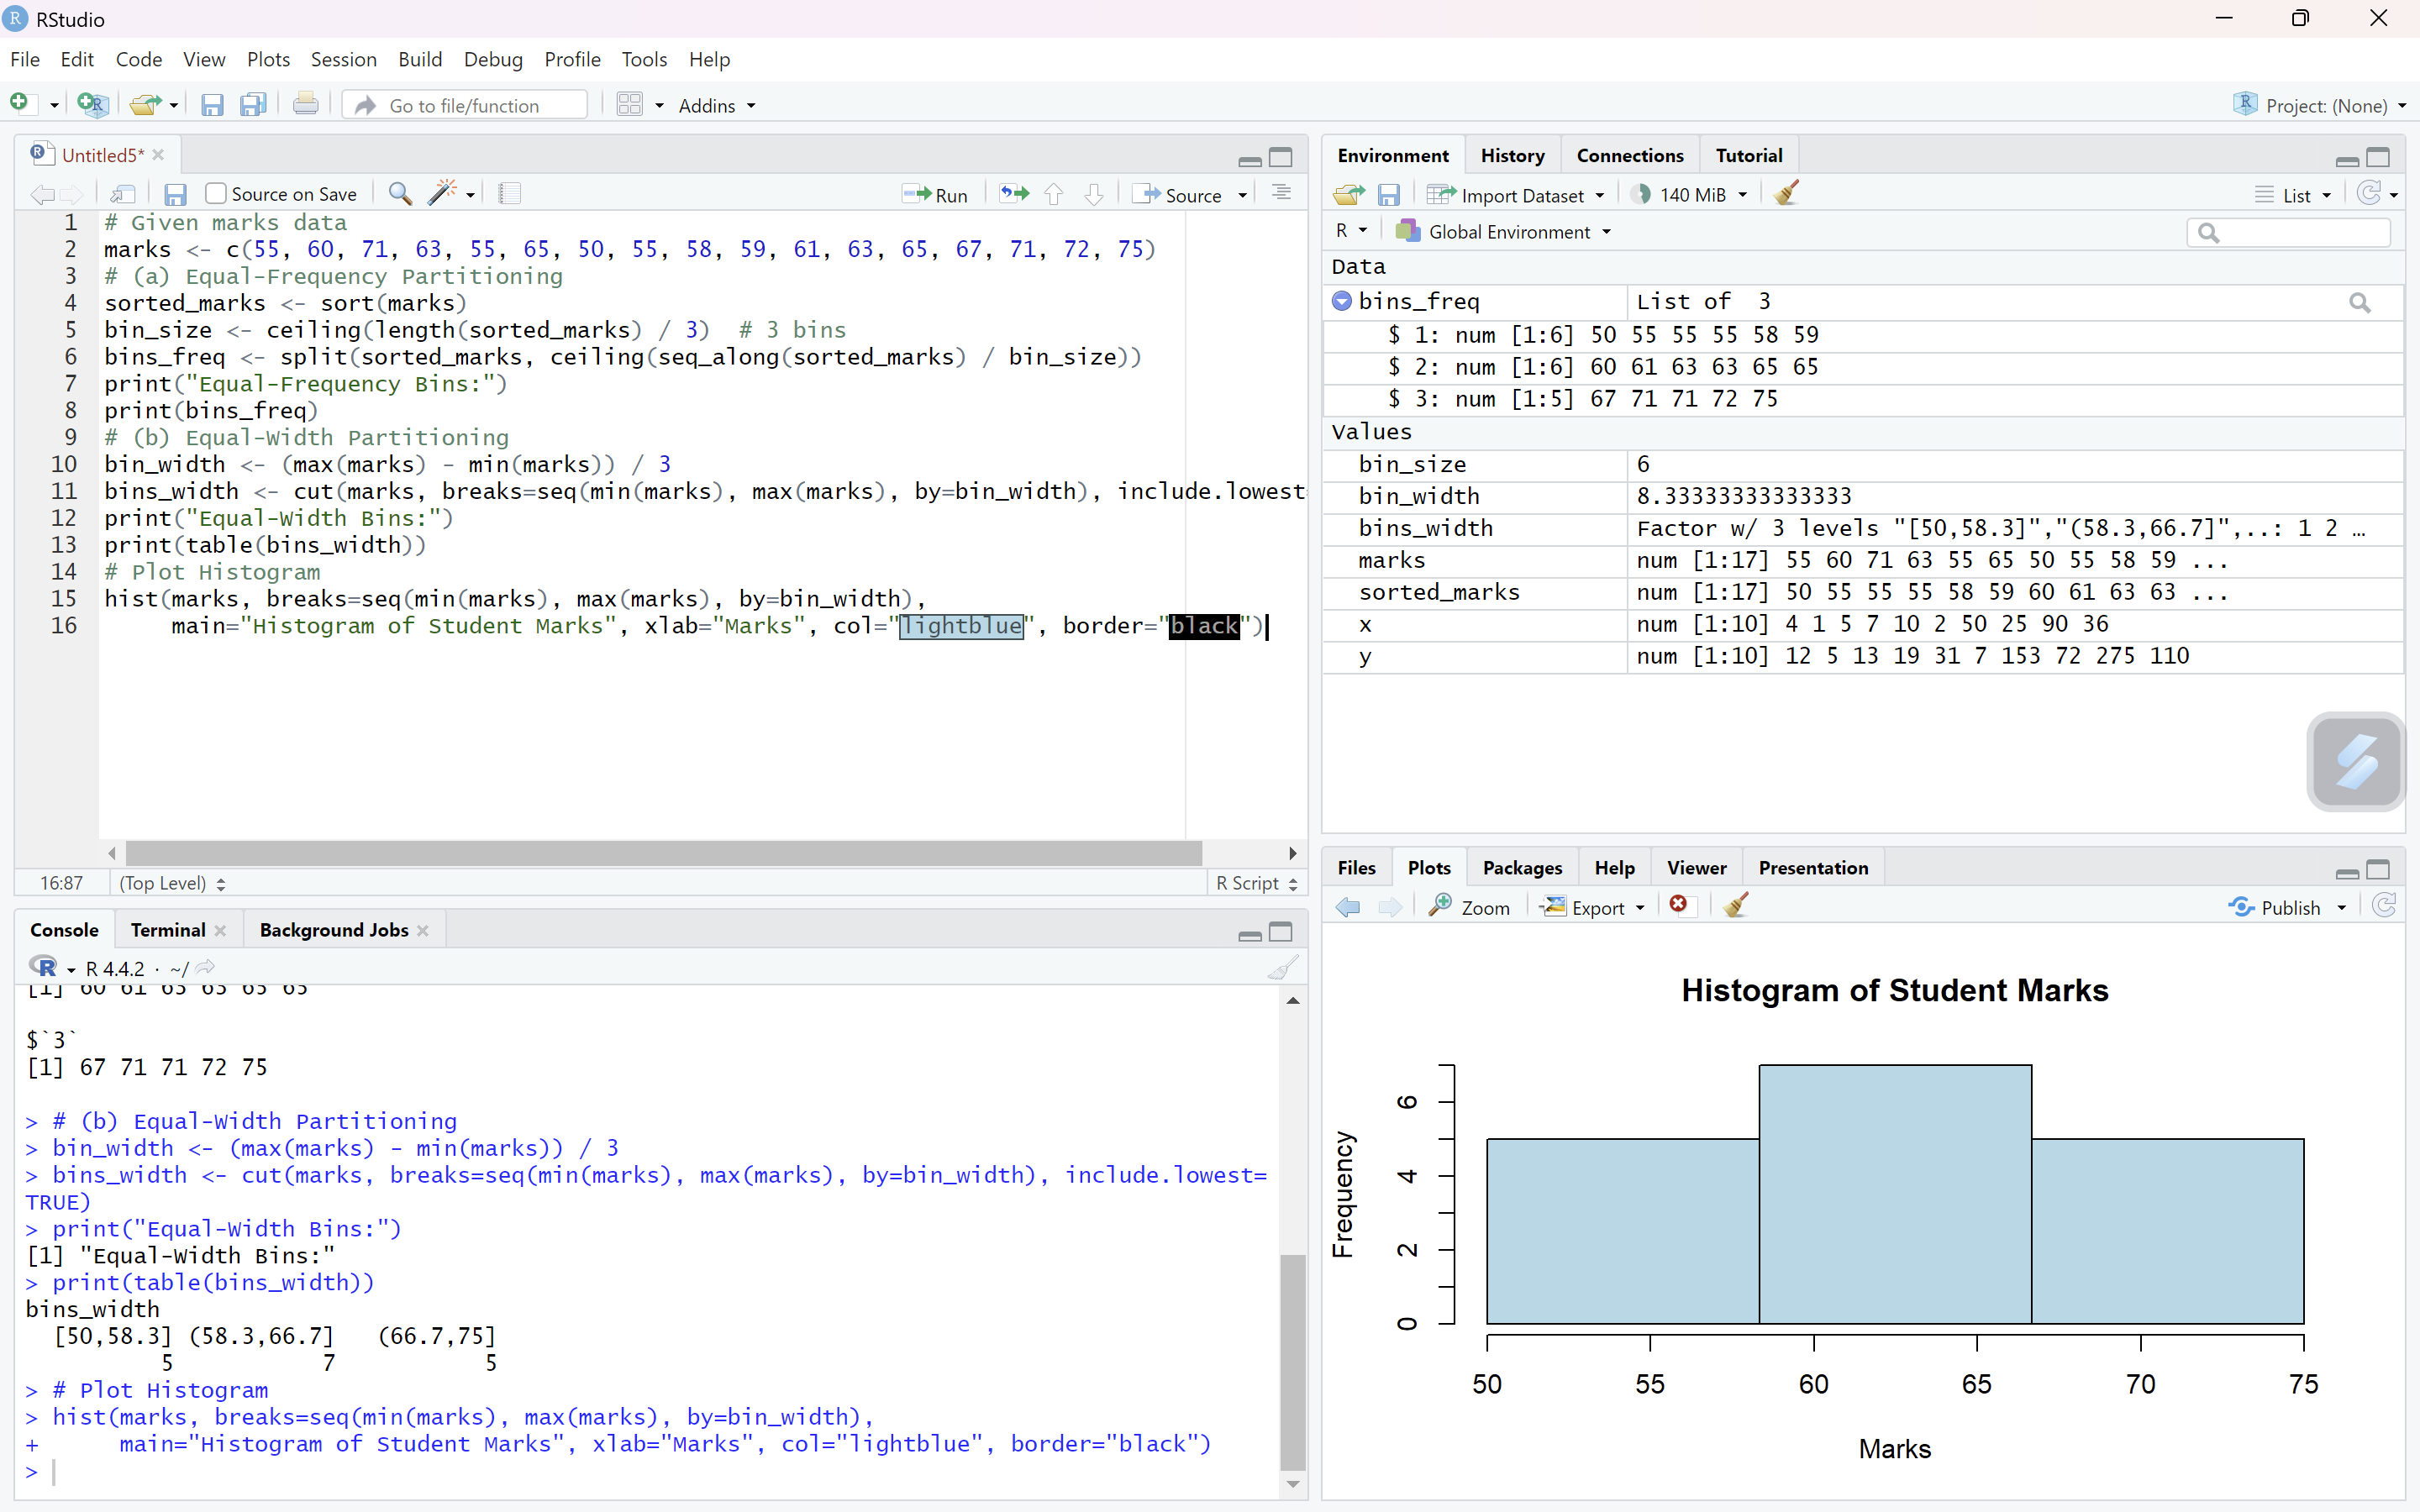 RStudio
File Edit Code View Plots Session Build Debug Profile Tools Help
Go to file/function Addins Project: (None)
Untitled5*
Source on Save Run Source
1 # Given marks data
2 marks <- c(55, 60, 71, 63, 55, 65, 50, 55, 58, 59, 61, 63, 65, 67, 71, 72, 75)
3 # (a) Equal-Frequency Partitioning
4 sorted_marks <- sort(marks)
5 bin_size <- ceiling(length(sorted_marks) / 3)  # 3 bins
6 bins_freq <- split(sorted_marks, ceiling(seq_along(sorted_marks) / bin_size))
7 print("Equal-Frequency Bins:")
8 print(bins_freq)
9 # (b) Equal-Width Partitioning
10 bin_width <- (max(marks) - min(marks)) / 3
11 bins_width <- cut(marks, breaks=seq(min(marks), max(marks), by=bin_width), include.lowest
12 print("Equal-Width Bins:")
13 print(table(bins_width))
14 # Plot Histogram
15 hist(marks, breaks=seq(min(marks), max(marks), by=bin_width),
16      main="Histogram of Student Marks", xlab="Marks", col="lightblue", border="black")
16:87 (Top Level) R Script
Console Terminal Background Jobs
R R 4.4.2 · ~/
[1] 60 61 63 63 65 65
$`3`
[1] 67 71 71 72 75
> # (b) Equal-Width Partitioning
> bin_width <- (max(marks) - min(marks)) / 3
> bins_width <- cut(marks, breaks=seq(min(marks), max(marks), by=bin_width), include.lowest=
TRUE)
> print("Equal-Width Bins:")
[1] "Equal-Width Bins:"
> print(table(bins_width))
bins_width
[50,58.3] (58.3,66.7] (66.7,75]
5 7 5
> # Plot Histogram
> hist(marks, breaks=seq(min(marks), max(marks), by=bin_width),
+      main="Histogram of Student Marks", xlab="Marks", col="lightblue", border="black")
>
Environment History Connections Tutorial
Import Dataset 140 MiB List
R Global Environment
Data
bins_freq List of 3
$ 1: num [1:6] 50 55 55 55 58 59
$ 2: num [1:6] 60 61 63 63 65 65
$ 3: num [1:5] 67 71 71 72 75
Values
bin_size 6
bin_width 8.33333333333333
bins_width Factor w/ 3 levels "[50,58.3]","(58.3,66.7]",..: 1 2 …
marks num [1:17] 55 60 71 63 55 65 50 55 58 59 ...
sorted_marks num [1:17] 50 55 55 55 58 59 60 61 63 63 ...
x num [1:10] 4 1 5 7 10 2 50 25 90 36
y num [1:10] 12 5 13 19 31 7 153 72 275 110
Files Plots Packages Help Viewer Presentation
Zoom Export Publish
Histogram of Student Marks
Frequency
6
4
2
0
50 55 60 65 70 75
Marks